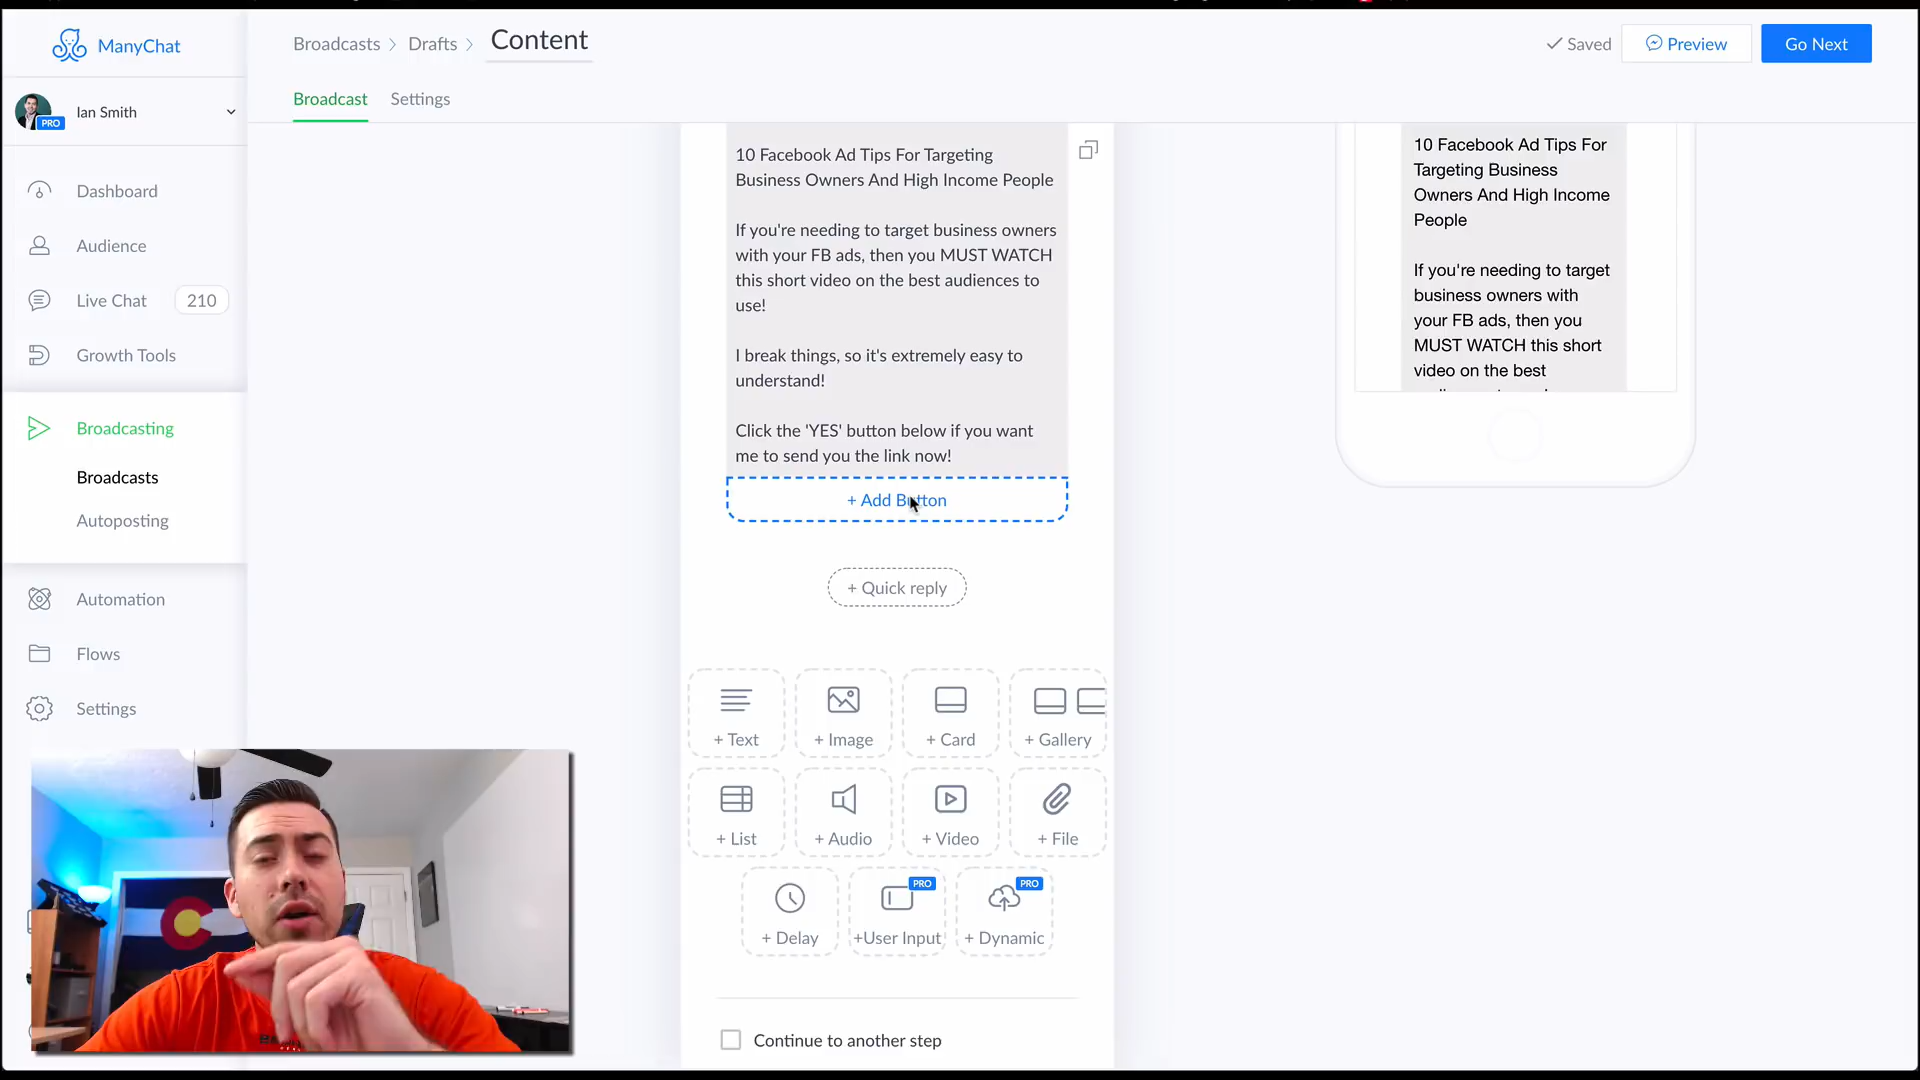 ManyChat
Broadcasts
Drafts
Content
Saved
Preview
Go Next
Ian Smith
PRO
Broadcast
Settings
Dashboard
Audience
Live Chat
210
Growth Tools
Broadcasting
Broadcasts
Autoposting
Automation
Flows
Settings
10 Facebook Ad Tips For Targeting
Business Owners And High Income People
If you're needing to target business owners
with your FB ads, then you MUST WATCH
this short video on the best audiences to
use!
I break things, so it's extremely easy to
understand!
Click the 'YES' button below if you want
me to send you the link now!
+ Add Button
+ Quick reply
+ Text
+ Image
+ Card
+ Gallery
+ List
+ Audio
+ Video
+ File
PRO
PRO
+ Delay
+User Input
+ Dynamic
Continue to another step
10 Facebook Ad Tips For
Targeting Business
Owners And High Income
People
If you're needing to target
business owners with
your FB ads, then you
MUST WATCH this short
video on the best